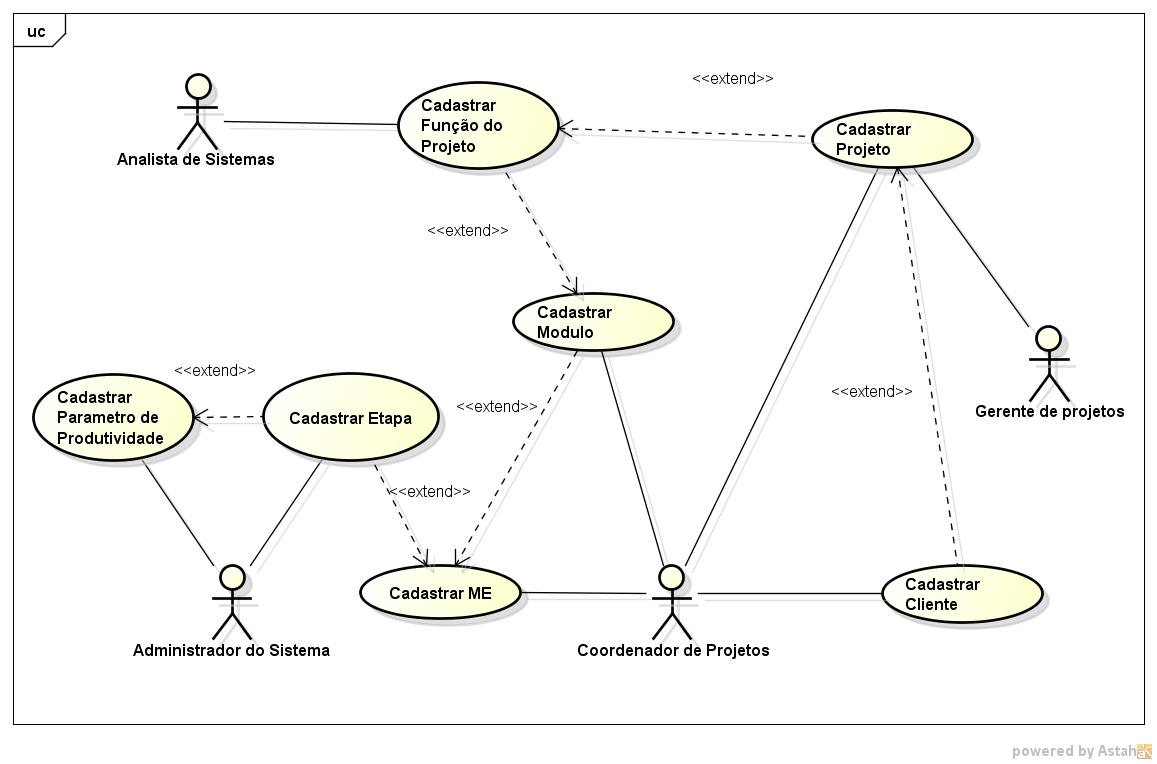 uc
<<extend>>
Cadastrar
Função do
Projeto
Cadastrar
Projeto
Analista de Sistemas
<<extend>>
Cadastrar
Modulo
<<extend>>
Cadastrar
Parametro de
Produtividade
Cadastrar Etapa
<<extend>>
<<extend>>
Gerente de projetos
<<extend>>
Cadastrar ME
Cadastrar
Cliente
Administrador do Sistema
Coordenador de Projetos
powered by Astah